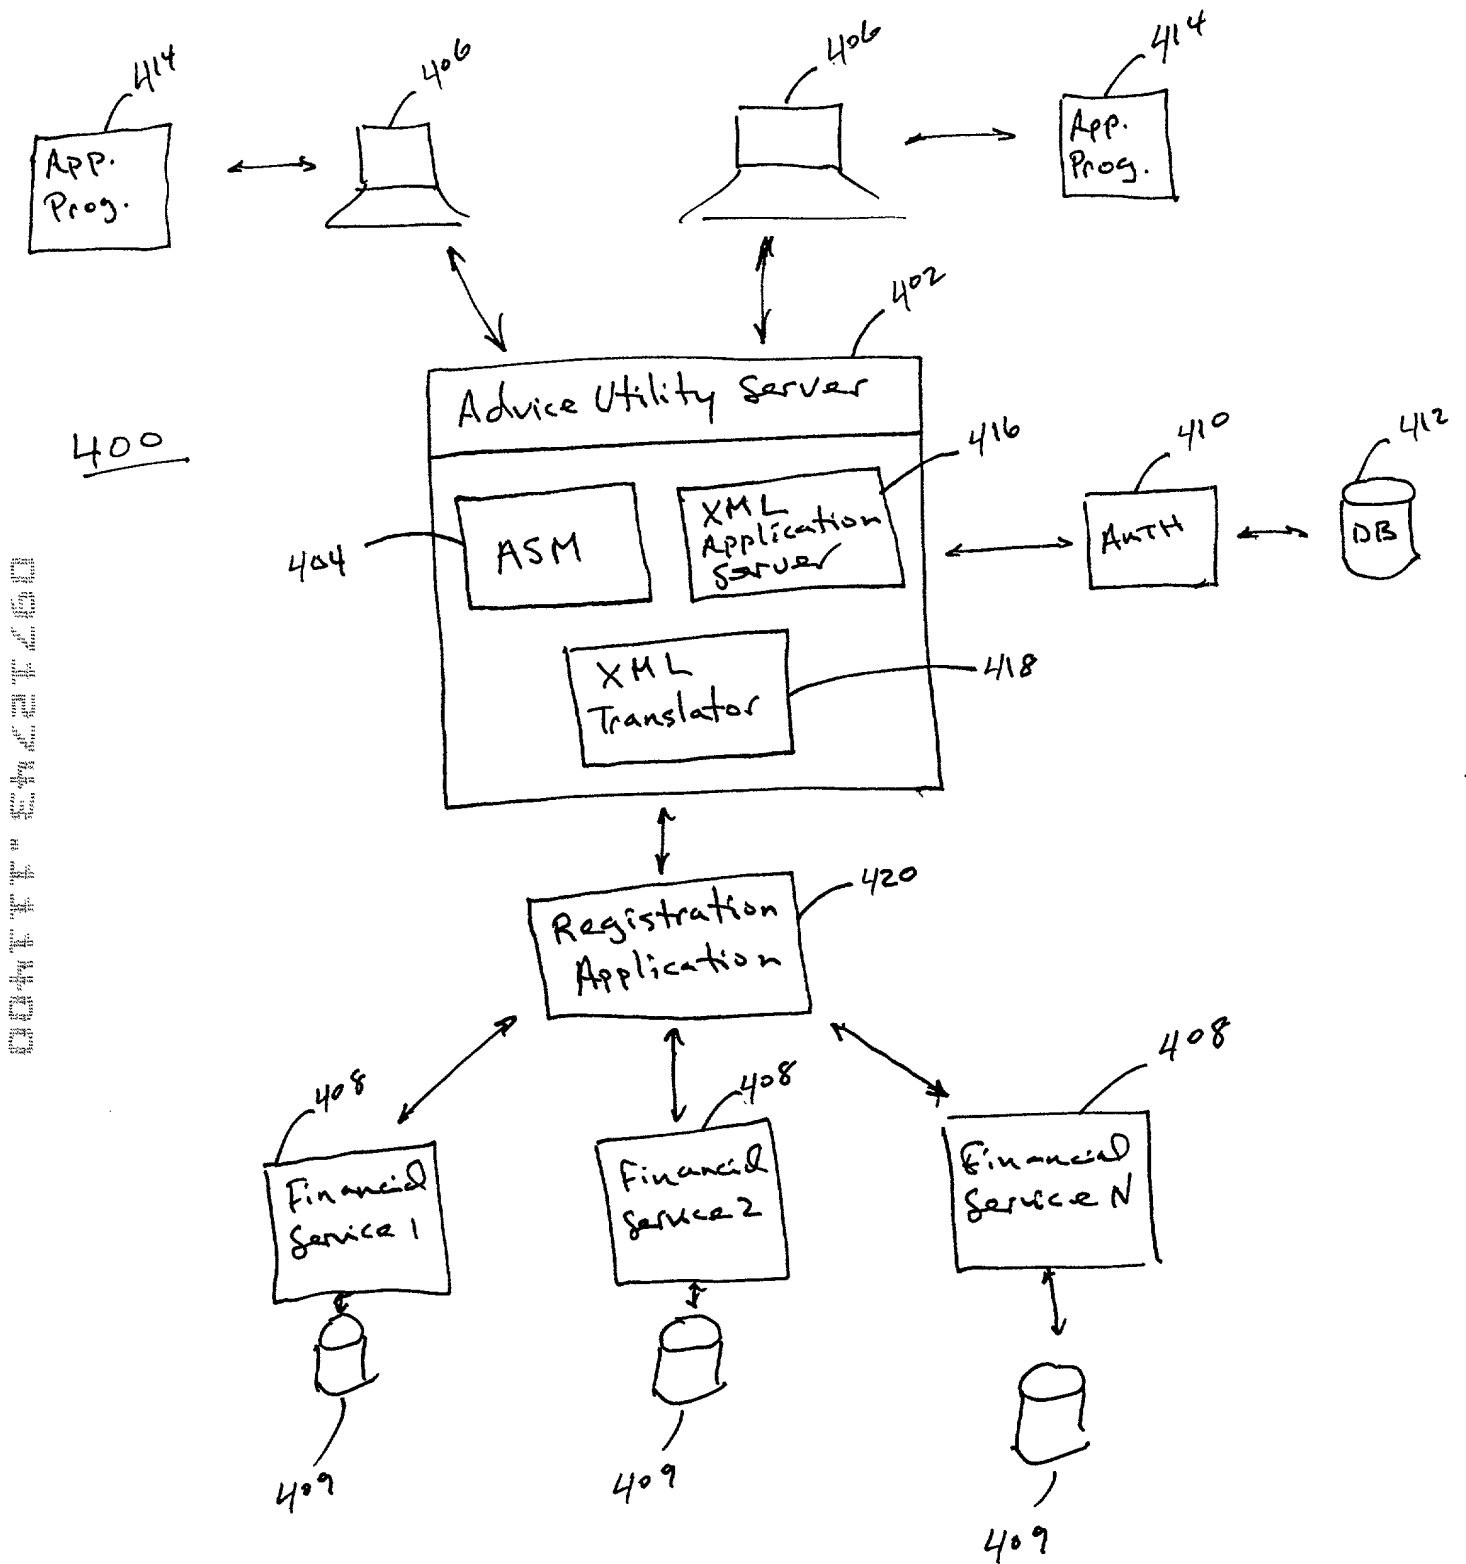 414
406
406
414
App.
Prog.
App.
Prog.
402
Advice Utility Server
400
416
410
412
404
ASM
XML
Application
Server
AuTH
DB
XML
Translator
418
09712743.111400
420
Registration
Application
408
408
408
Financial
Service 1
Financial
Service 2
Financial
Service N
409
409
409